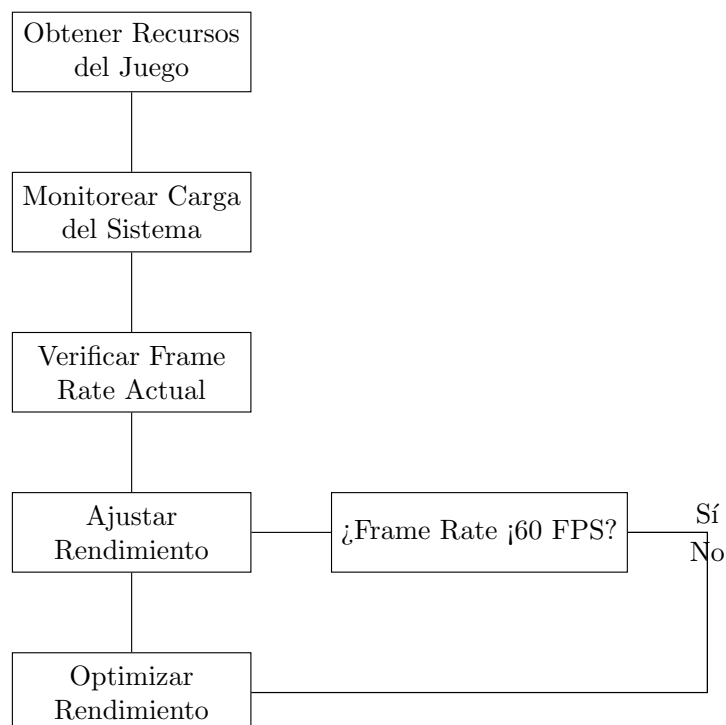 Obtener Recursos
del Juego
Monitorear Carga
del Sistema
Verificar Frame
Rate Actual
Ajustar
Rendimiento
¿Frame Rate ¡60 FPS?
Sí
No
Optimizar
Rendimiento